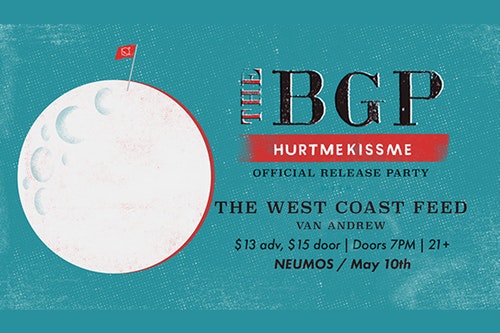 THE BGP
HURTMEKISSME
OFFICIAL RELEASE PARTY
THE WEST COAST FEED
VAN ANDREW
$13 adv, $15 door | Doors 7PM | 21+
NEUMOS / May 10th